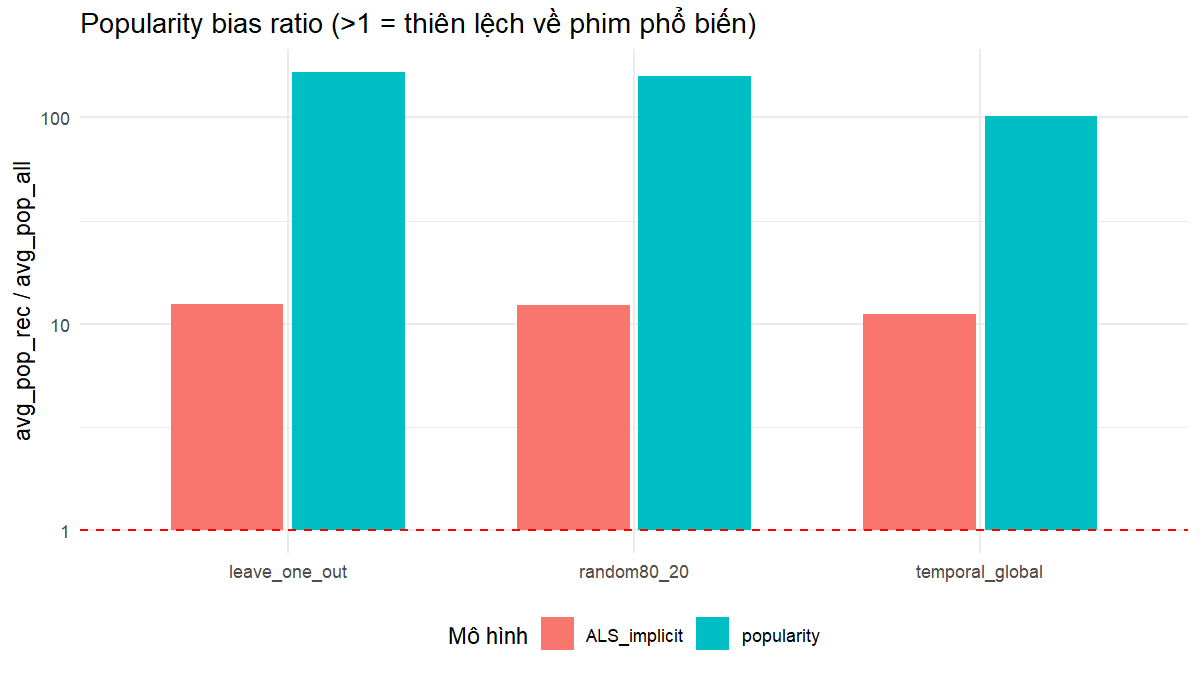 Popularity bias ratio (>1 = thiên lệch về phim phổ biến)
avg_pop_rec / avg_pop_all
100
10
1
leave_one_out random80_20 temporal_global
Mô hình ALS_implicit popularity